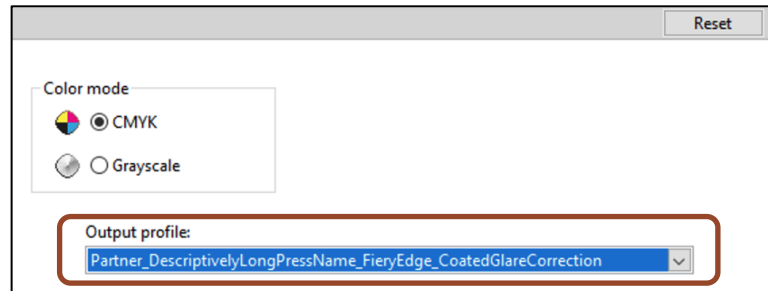 Reset
Color mode
CMYK
Grayscale
Output profile:
Partner_DescriptivelyLongPressName_FieryEdge_CoatedGlareCorrection